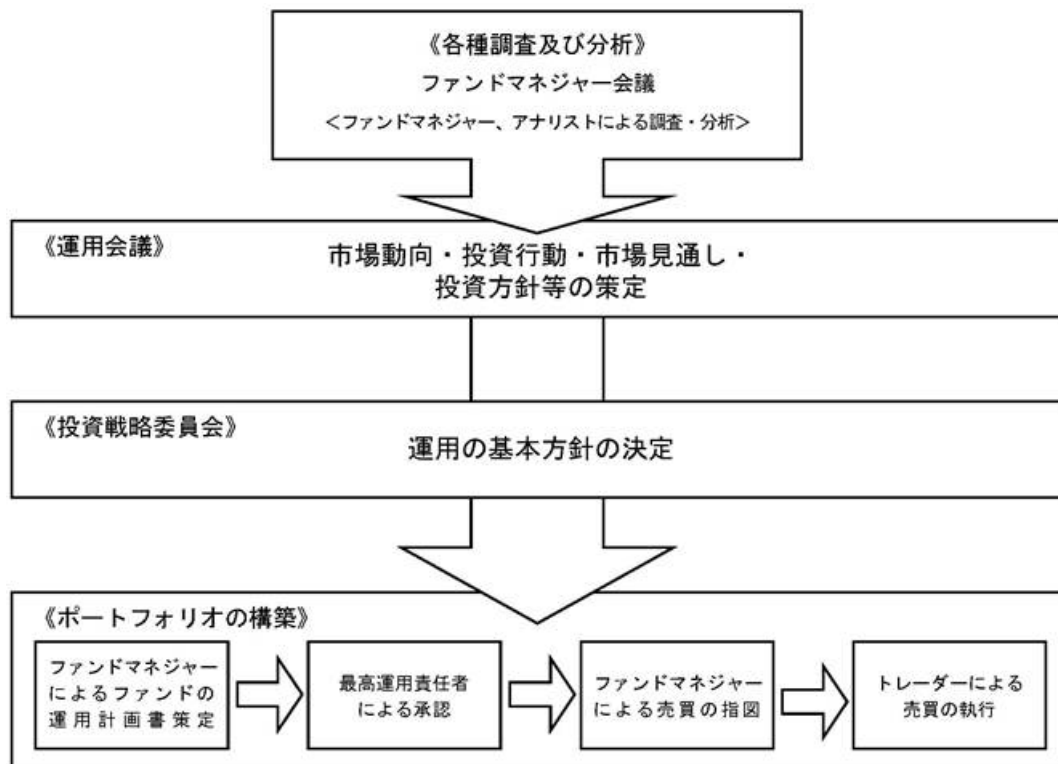 《各種調査及び分析》
ファンドマネジャー会議
＜ファンドマネジャー、アナリストによる調査・分析＞
《運用会議》
市場動向・投資行動・市場見通し・
投資方針等の策定
《投資戦略委員会》
運用の基本方針の決定
《ポートフォリオの構築》
ファンドマネジャー
によるファンドの
運用計画書策定
最高運用責任者
による承認
ファンドマネジャー
による売買の指図
トレーダーによる
売買の執行